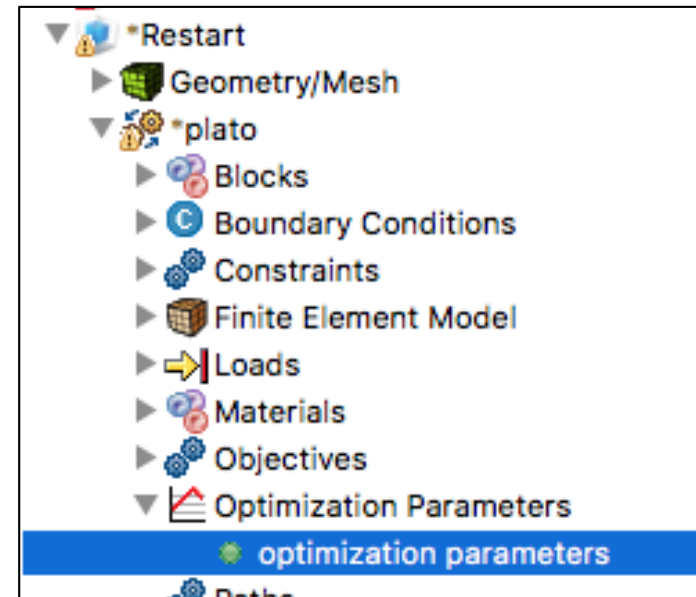 *Restart
Geometry/Mesh
*plato
Blocks
C Boundary Conditions
Constraints
Finite Element Model
Loads
Materials
Objectives
Optimization Parameters
optimization parameters